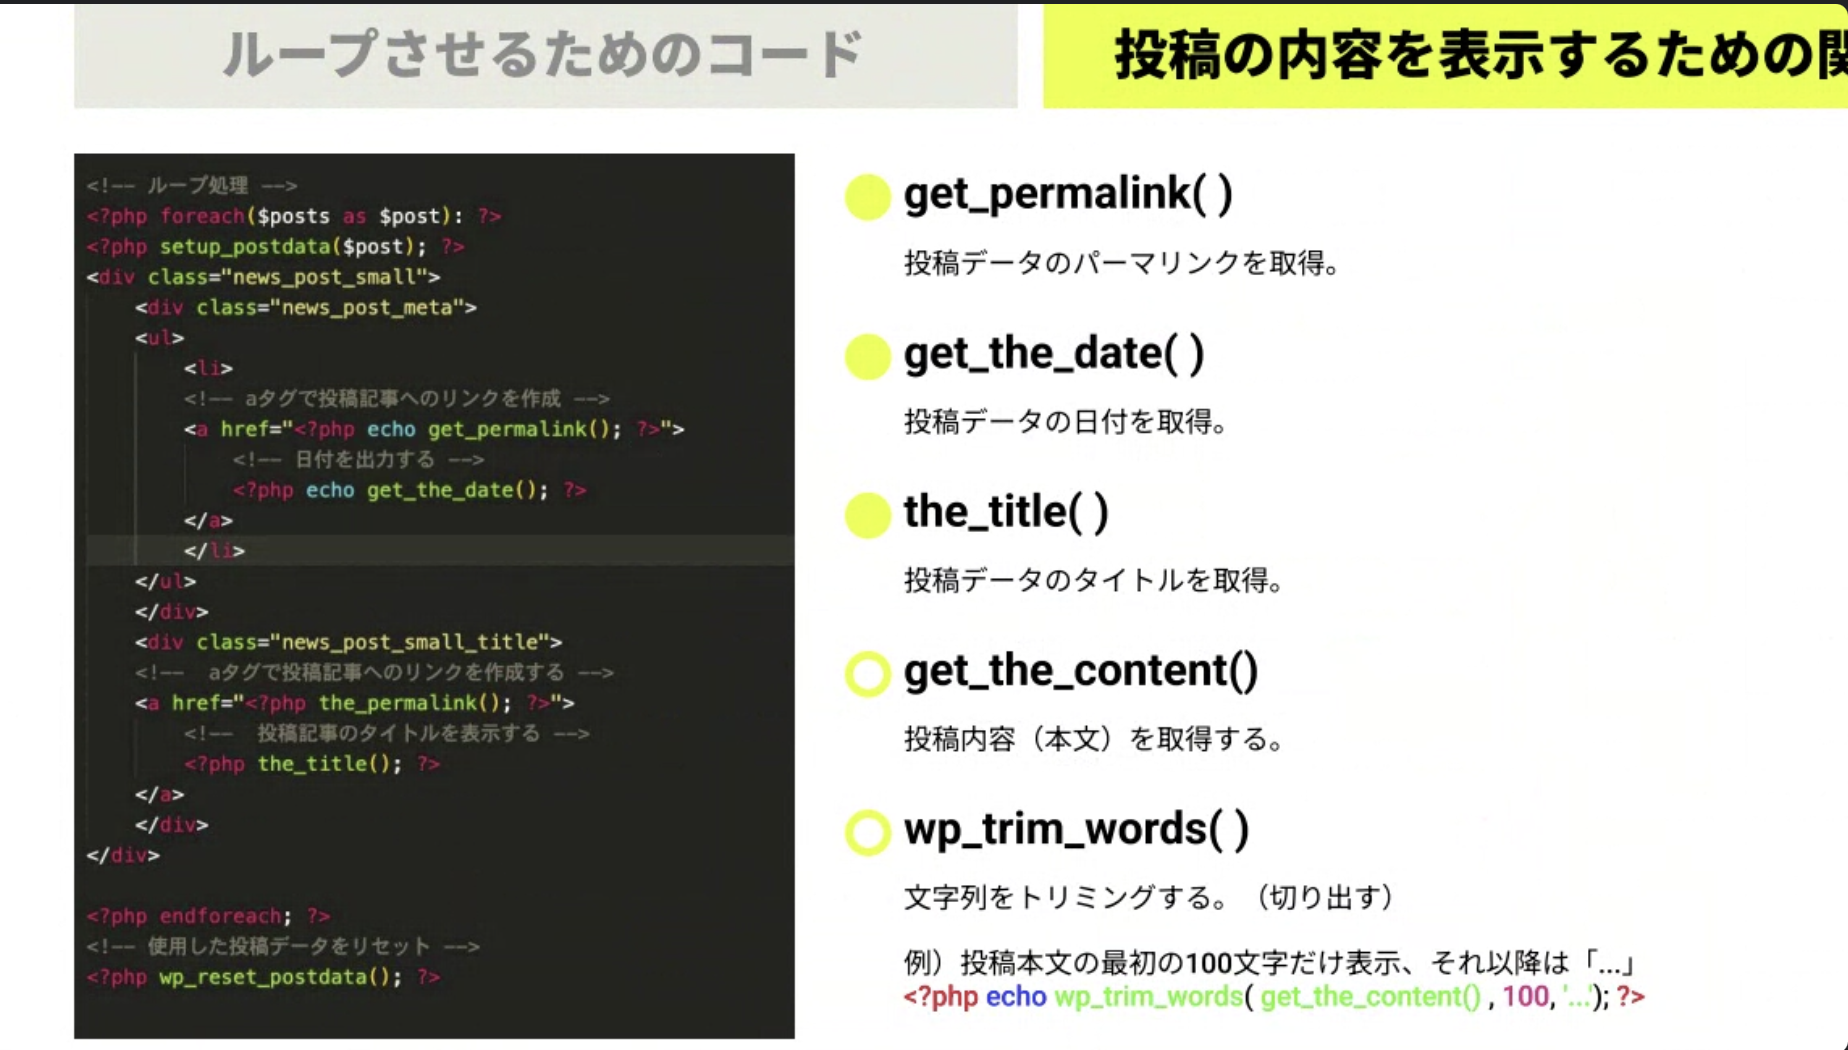 ループさせるためのコード
投稿の内容を表示するための関
<!-- ループ処理 -->
<?php foreach($posts as $post): ?>
<?php setup_postdata($post); ?>
<div class="news_post_small">
<div class="news_post_meta">
<ul>
<li>
<!-- aタグで投稿記事へのリンクを作成 -->
<a href="<?php echo get_permalink(); ?>">
<!-- 日付を出力する -->
<?php echo get_the_date(); ?>
</a>
</li>
</ul>
</div>
<div class="news_post_small_title">
<!-- aタグで投稿記事へのリンクを作成する -->
<a href="<?php the_permalink(); ?>">
<!-- 投稿記事のタイトルを表示する -->
<?php the_title(); ?>
</a>
</div>
</div>
<?php endforeach; ?>
<!-- 使用した投稿データをリセット -->
<?php wp_reset_postdata(); ?>
get_permalink( )
投稿データのパーマリンクを取得。
get_the_date( )
投稿データの日付を取得。
the_title( )
投稿データのタイトルを取得。
get_the_content()
投稿内容（本文）を取得する。
wp_trim_words( )
文字列をトリミングする。（切り出す）
例）投稿本文の最初の100文字だけ表示、それ以降は「...」
<?php echo wp_trim_words( get_the_content() , 100, '...'); ?>